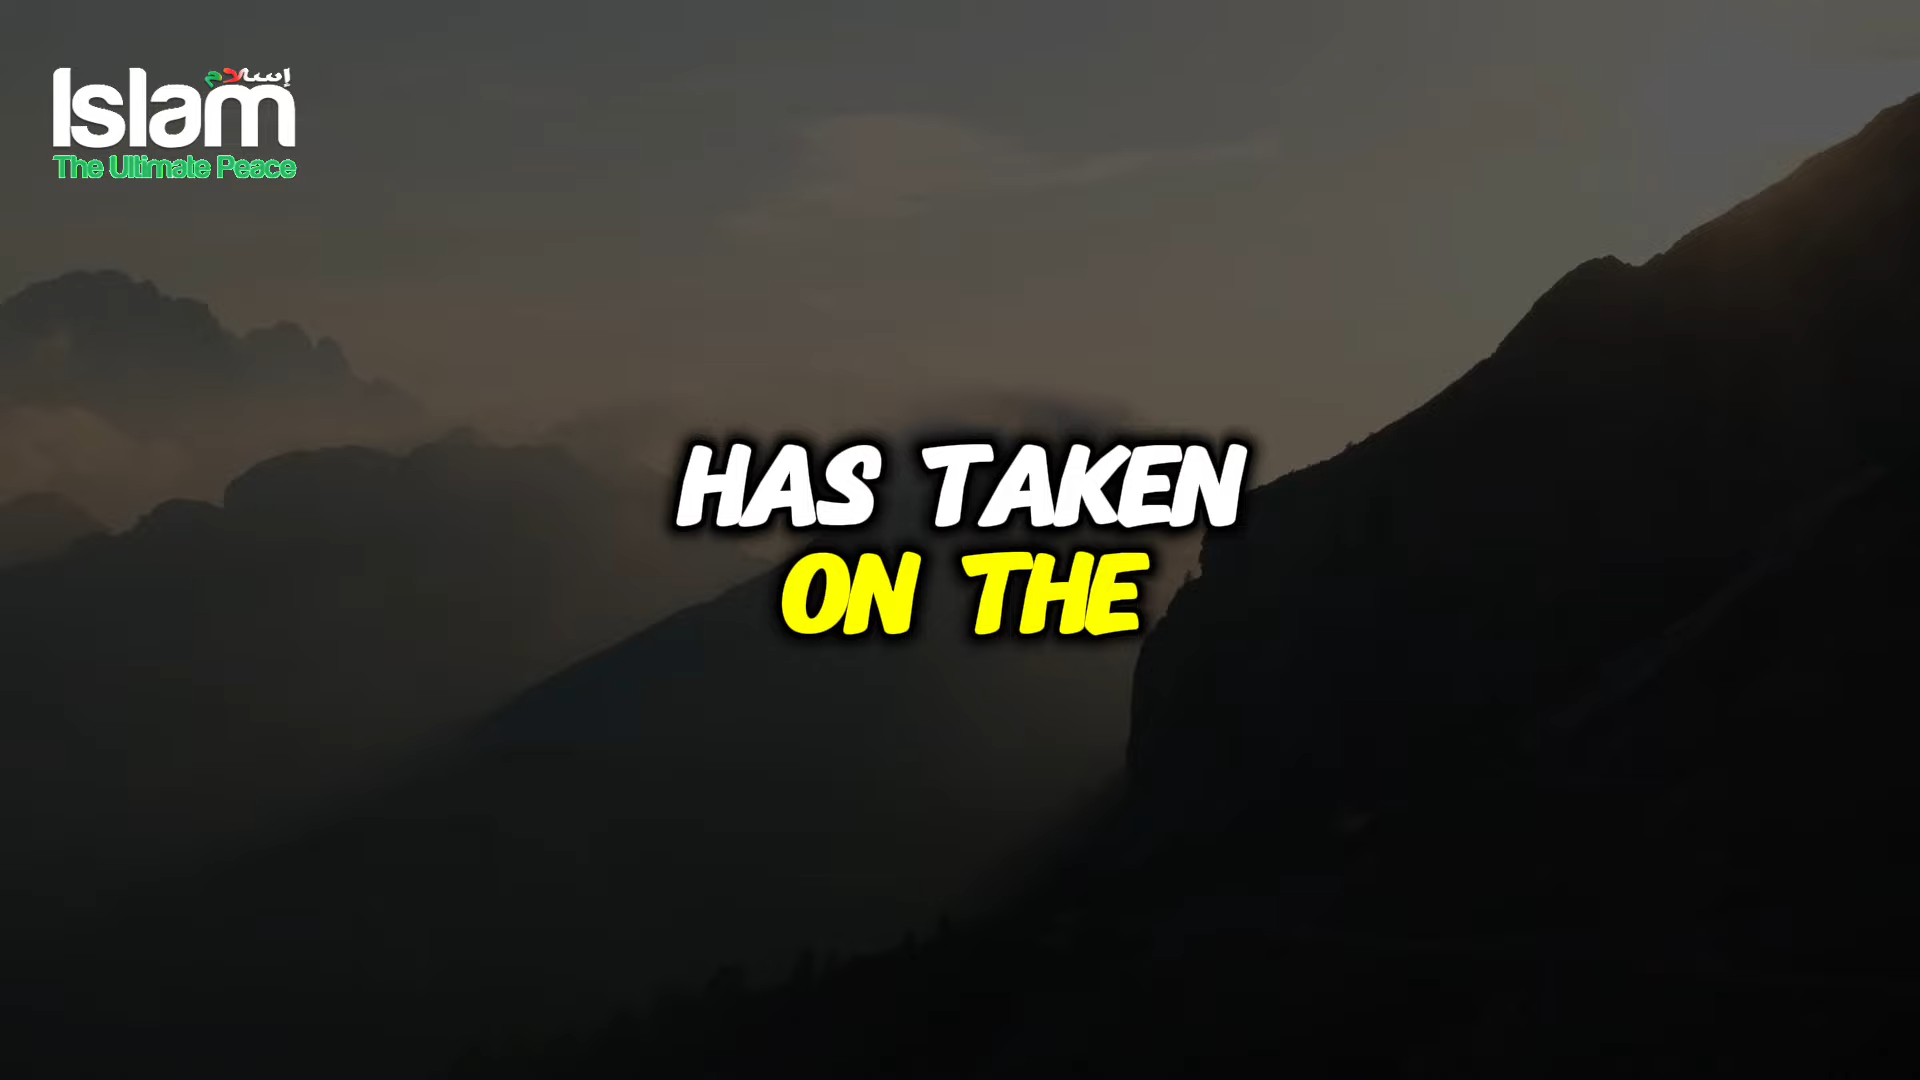 إسلام
Islam
The Ultimate Peace
HAS TAKEN
ON THE